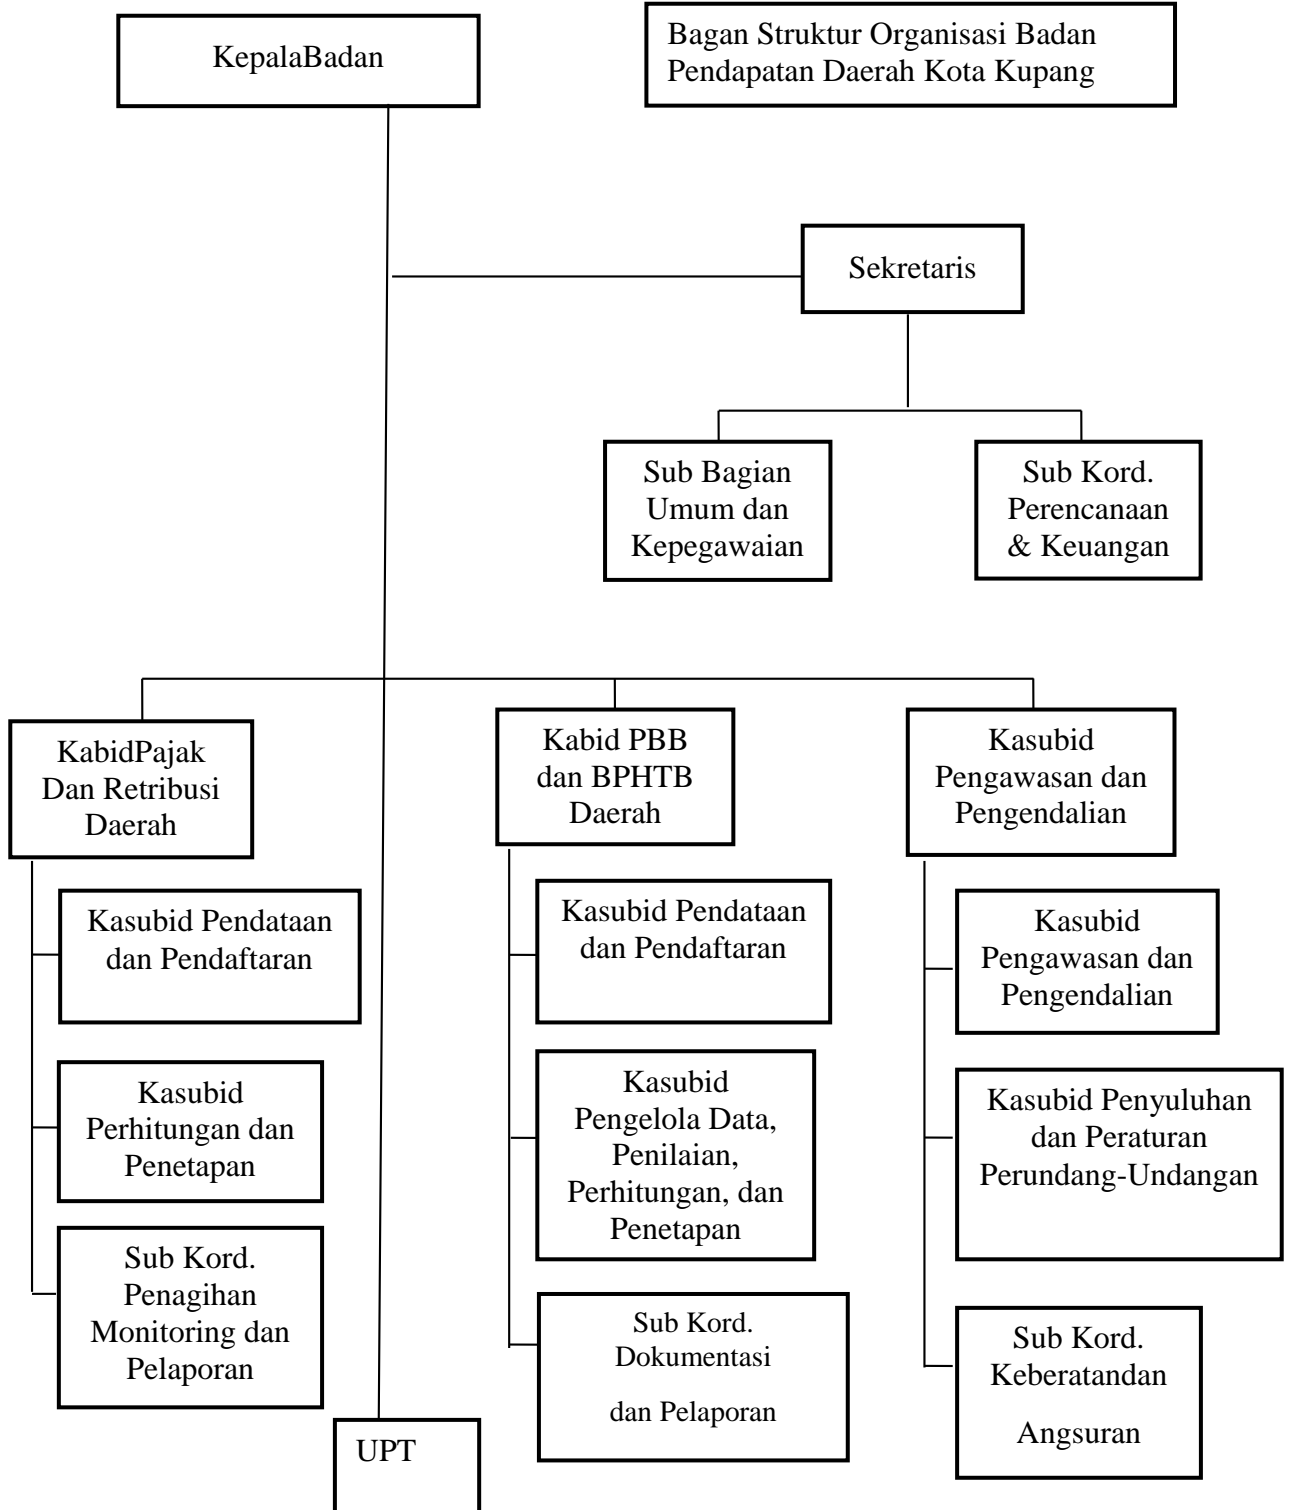 KepalaBadan
Bagan Struktur Organisasi Badan
Pendapatan Daerah Kota Kupang
Sekretaris
Sub Bagian
Umum dan
Kepegawaian
Sub Kord.
Perencanaan
& Keuangan
KabidPajak
Dan Retribusi
Daerah
Kabid PBB
dan BPHTB
Daerah
Kasubid
Pengawasan dan
Pengendalian
Kasubid Pendataan
dan Pendaftaran
Kasubid Pendataan
dan Pendaftaran
Kasubid
Pengawasan dan
Pengendalian
Kasubid
Perhitungan dan
Penetapan
Kasubid
Pengelola Data,
Penilaian,
Perhitungan, dan
Penetapan
Kasubid Penyuluhan
dan Peraturan
Perundang-Undangan
Sub Kord.
Penagihan
Monitoring dan
Pelaporan
Sub Kord.
Dokumentasi
dan Pelaporan
Sub Kord.
Keberatandan
Angsuran
UPT